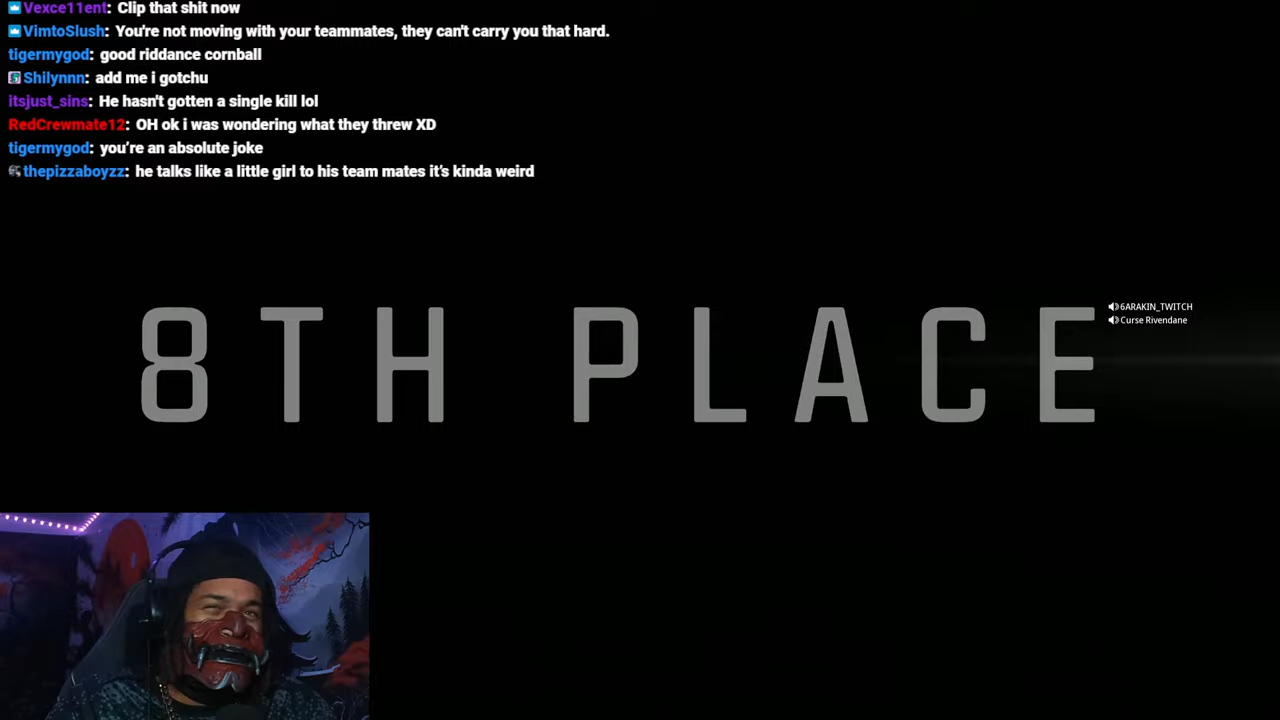 Vexce11ent: Clip that shit now
VimtoSlush: You're not moving with your teammates, they can't carry you that hard.
tigermygod: good riddance cornball
Shilynnn: add me i gotchu
itsjust_sins: He hasn't gotten a single kill lol
RedCrewmate12: OH ok i was wondering what they threw XD
tigermygod: you’re an absolute joke
thepizzaboyzz: he talks like a little girl to his team mates it’s kinda weird
8TH PLACE
6ARAKIN_TWITCH
Curse Rivendane